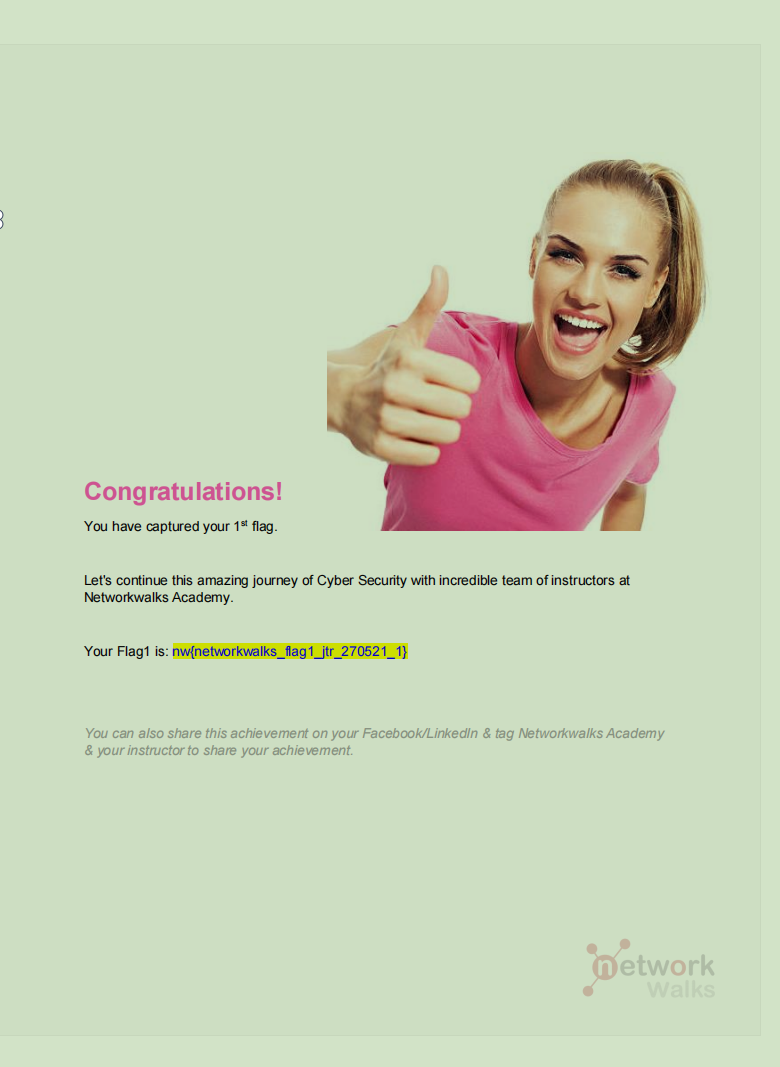 Congratulations!
You have captured your 1st flag.
Let's continue this amazing journey of Cyber Security with incredible team of instructors at
Networkwalks Academy.
Your Flag1 is: nw{networkwalks_flag1_jtr_270521_1}
You can also share this achievement on your Facebook/LinkedIn & tag Networkwalks Academy
& your instructor to share your achievement.
network
Walks